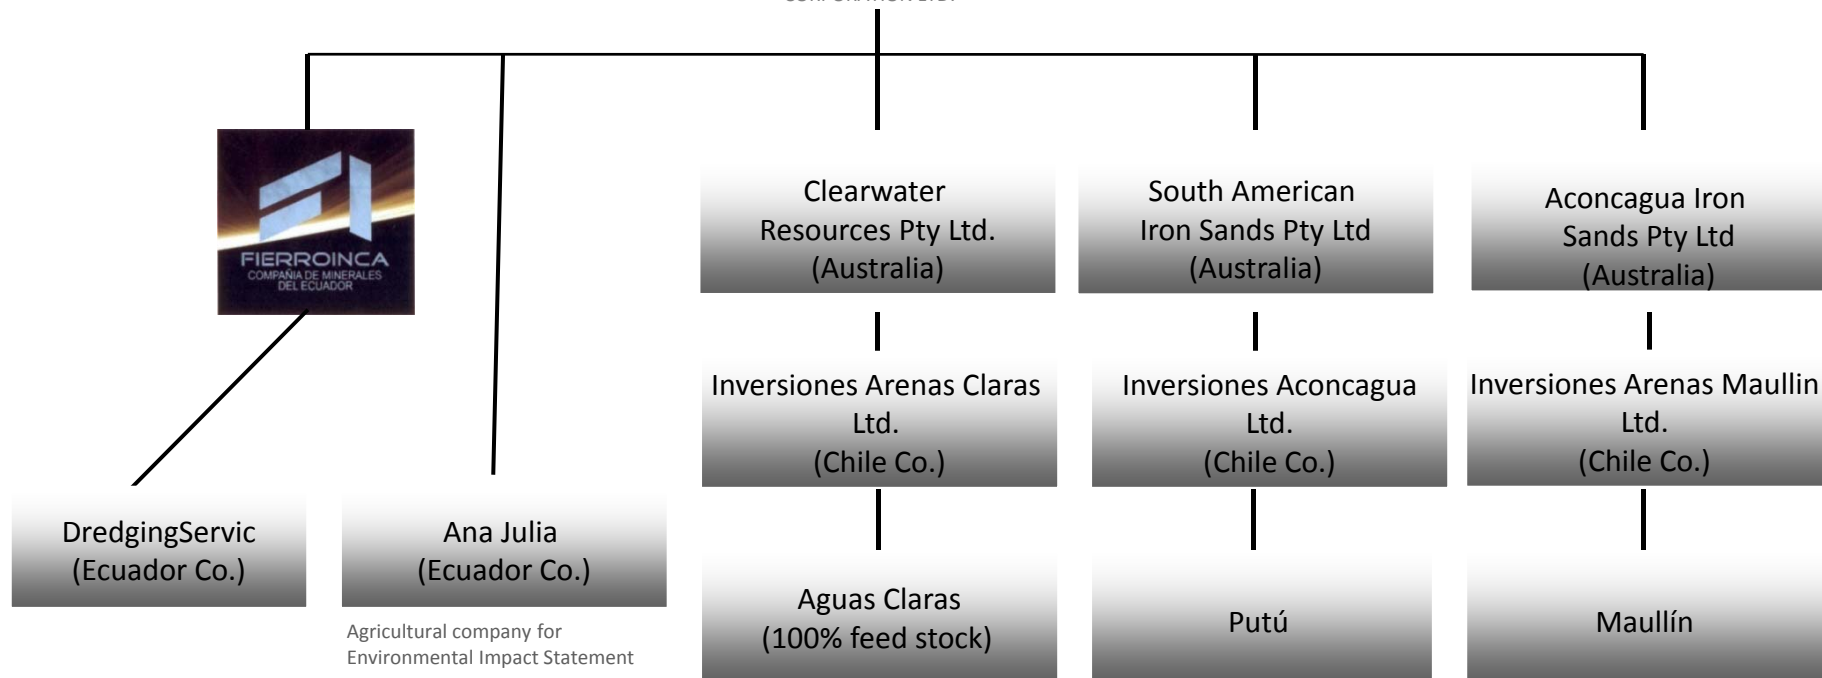 FIERROINCA
COMPAÑIA DE MINERALES
DEL ECUADOR
Clearwater
Resources Pty Ltd.
(Australia)
South American
Iron Sands Pty Ltd
(Australia)
Aconcagua Iron
Sands Pty Ltd
(Australia)
Inversiones Arenas Claras
Ltd.
(Chile Co.)
Inversiones Aconcagua
Ltd.
(Chile Co.)
Inversiones Arenas Maullin
Ltd.
(Chile Co.)
DredgingServic
(Ecuador Co.)
Ana Julia
(Ecuador Co.)
Agricultural company for
Environmental Impact Statement
Aguas Claras
(100% feed stock)
Putú
Maullín